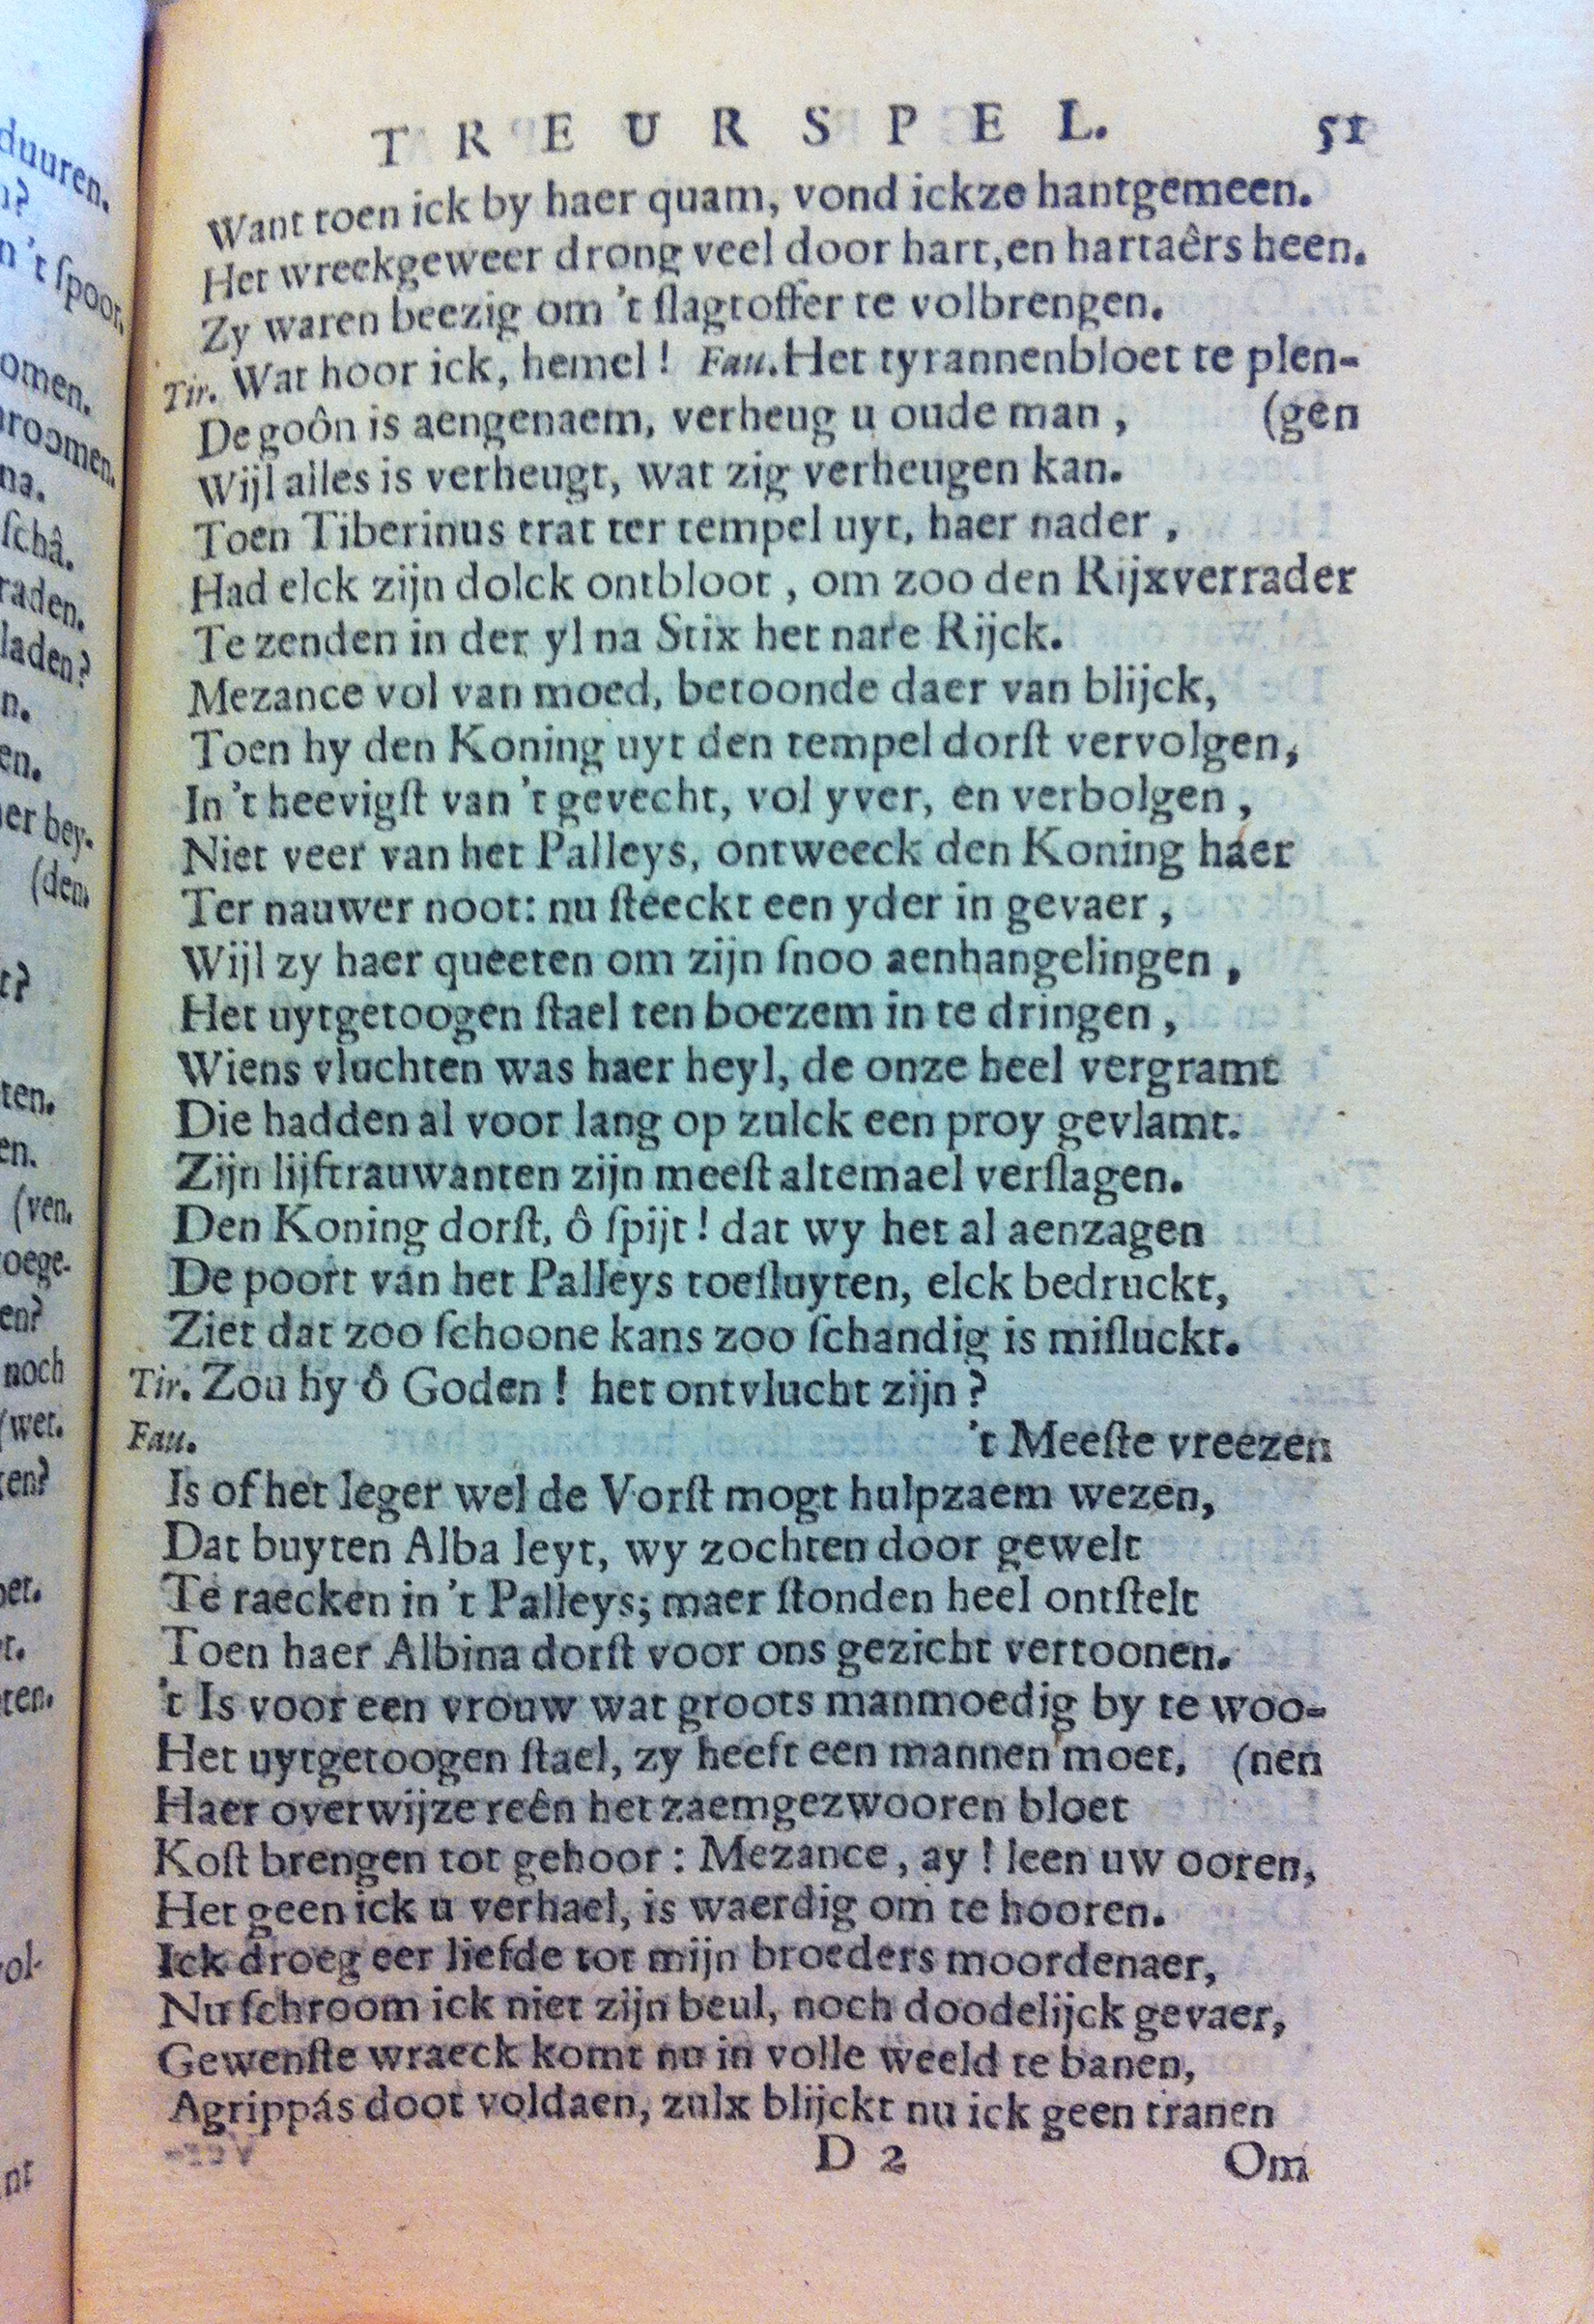 TREURSPEL. 51
Want toen ick by haer quam, vond ickze hantgemeen.
Het wreekgeweer drong veel door hart, en hartaêrs heen.
Zy waren beezig om 't ſlagtoffer te volbrengen.
Tir. Wat hoor ick, hemel! Fau. Het tyrannenbloet te plen-
De goôn is aengenaem, verheug u oude man, (gen
Wijl alles is verheugt, wat zig verheugen kan.
Toen Tiberinus trat ter tempel uyt, haer nader,
Had elck zijn dolck ontbloot, om zoo den Rijxverrader
Te zenden in der yl na Stix het nare Rijck.
Mezance vol van moed, betoonde daer van blijck,
Toen hy den Koning uyt den tempel dorſt vervolgen,
In 't heevigſt van 't gevecht, vol yver, en verbolgen,
Niet veer van het Palleys, ontweeck den Koning haer
Ter nauwer noot: nu ſteeckt een yder in gevaer,
Wijl zy haer queeten om zijn ſnoo aenhangelingen,
Het uytgetoogen ſtael ten boezem in te dringen,
Wiens vluchten was haer heyl, de onze heel vergramt
Die hadden al voor lang op zulck een proy gevlamt.
Zijn lijftrauwanten zijn meeſt altemael verſlagen.
Den Koning dorſt, ô ſpijt! dat wy het al aenzagen
De poort van het Palleys toeſluyten, elck bedruckt,
Ziet dat zoo ſchoone kans zoo ſchandig is miſluckt.
Tir. Zou hy ô Goden! het ontvlucht zijn?
Fau. 't Meeſte vreezen
Is of het leger wel de Vorſt mogt hulpzaem wezen,
Dat buyten Alba leyt, wy zochten door gewelt
Te raecken in 't Palleys; maer ſtonden heel ontſtelt
Toen haer Albina dorſt voor ons gezicht vertoonen.
't Is voor een vrouw wat groots manmoedig by te woo-
Het uytgetoogen ſtael, zy heeft een mannen moet, (nen
Haer overwijze reên het zaemgezwooren bloet
Koſt brengen tot gehoor: Mezance, ay! leen uw ooren,
Het geen ick u verhael, is waerdig om te hooren.
Ick droeg eer liefde tot mijn broeders moordenaer,
Nu ſchroom ick niet zijn beul, noch doodelijck gevaer,
Gewenſte wraeck komt nu in volle weeld te banen,
Agrippás doot voldaen, zulx blijckt nu ick geen tranen
D 2 Om